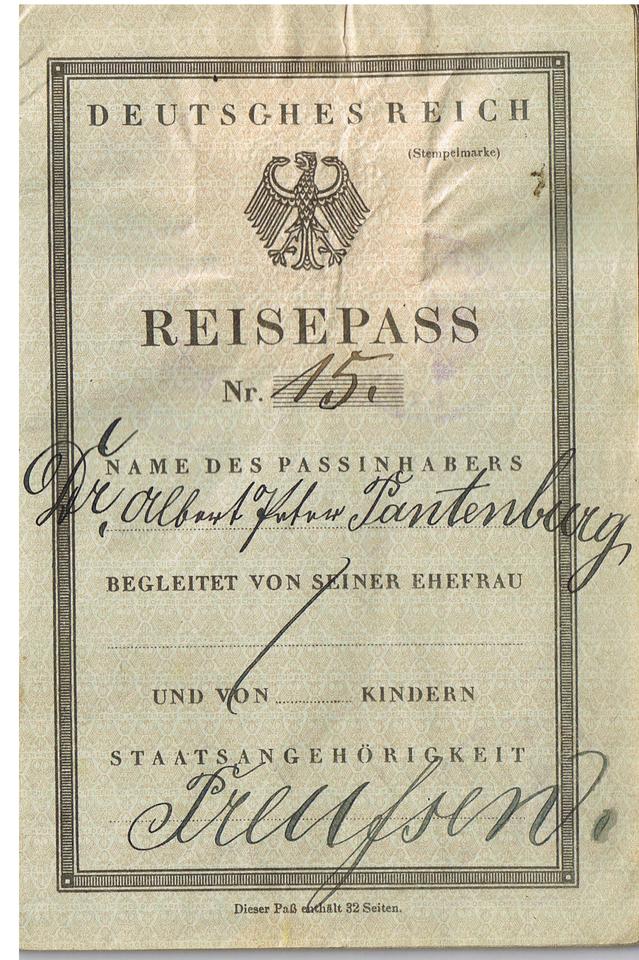 DEUTSCHES REICH
(Stempelmarke)
REISEPASS
Nr. 15.
NAME DES PASSINHABERS
Dr. Albert Peter Pantenburg
BEGLEITET VON SEINER EHEFRAU
UND VON ............ KINDERN
STAATSANGEHÖRIGKEIT
Preußen.
Dieser Paß enthält 32 Seiten.